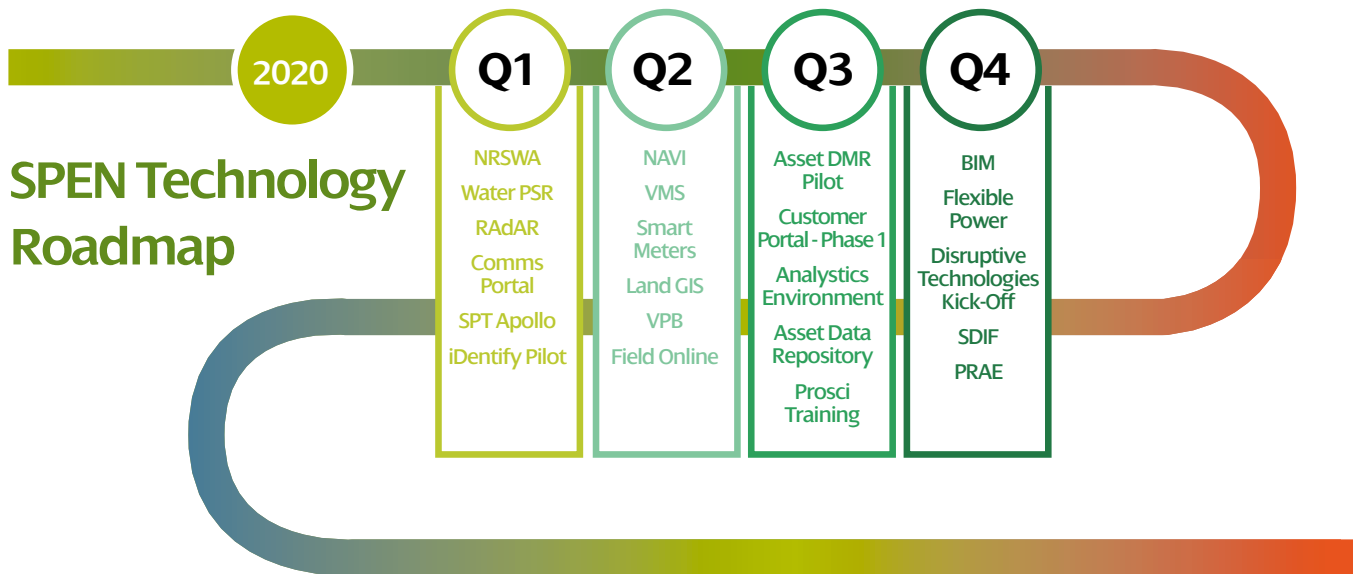 2020
Q1
Q2
Q3
Q4
SPEN Technology
Roadmap
NRSWA
Water PSR
RAdAR
Comms
Portal
SPT Apollo
iDentify Pilot
NAVI
VMS
Smart
Meters
Land GIS
VPB
Field Online
Asset DMR
Pilot
Customer
Portal - Phase 1
Analystics
Environment
Asset Data
Repository
Prosci
Training
BIM
Flexible
Power
Disruptive
Technologies
Kick-Off
SDIF
PRAE